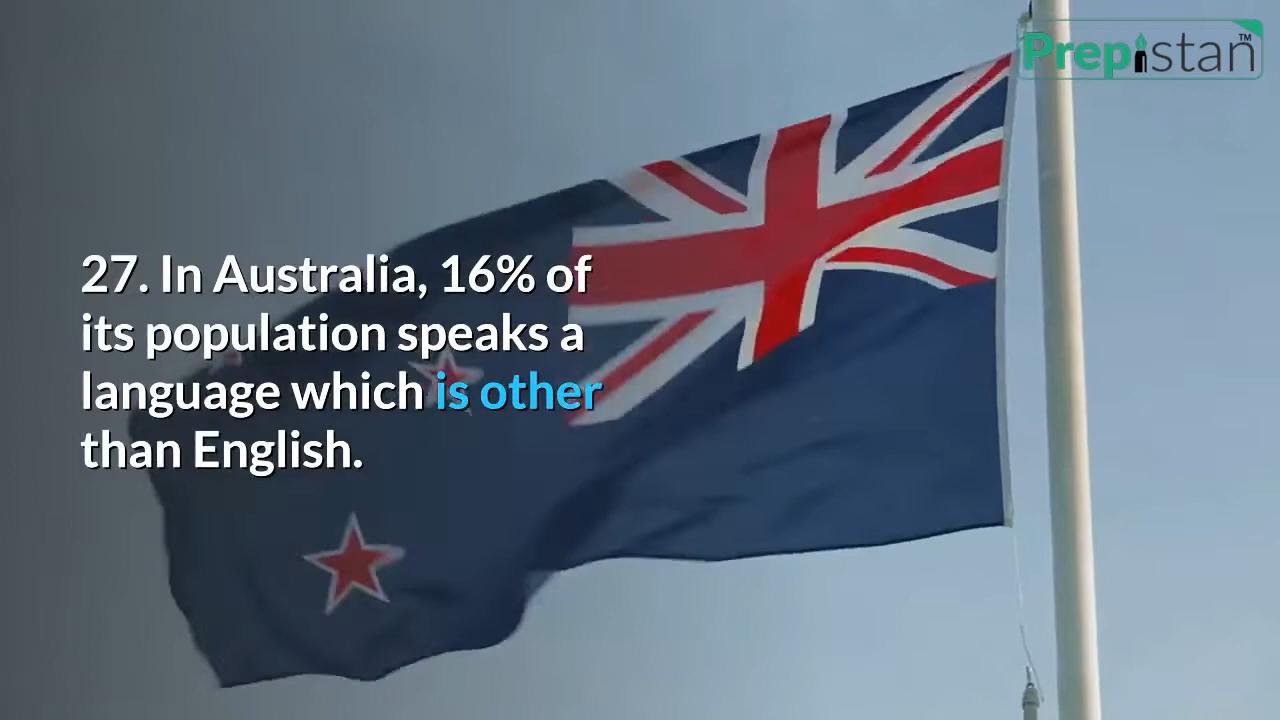 Prepistan™
27. In Australia, 16% of
its population speaks a
language which is other
than English.